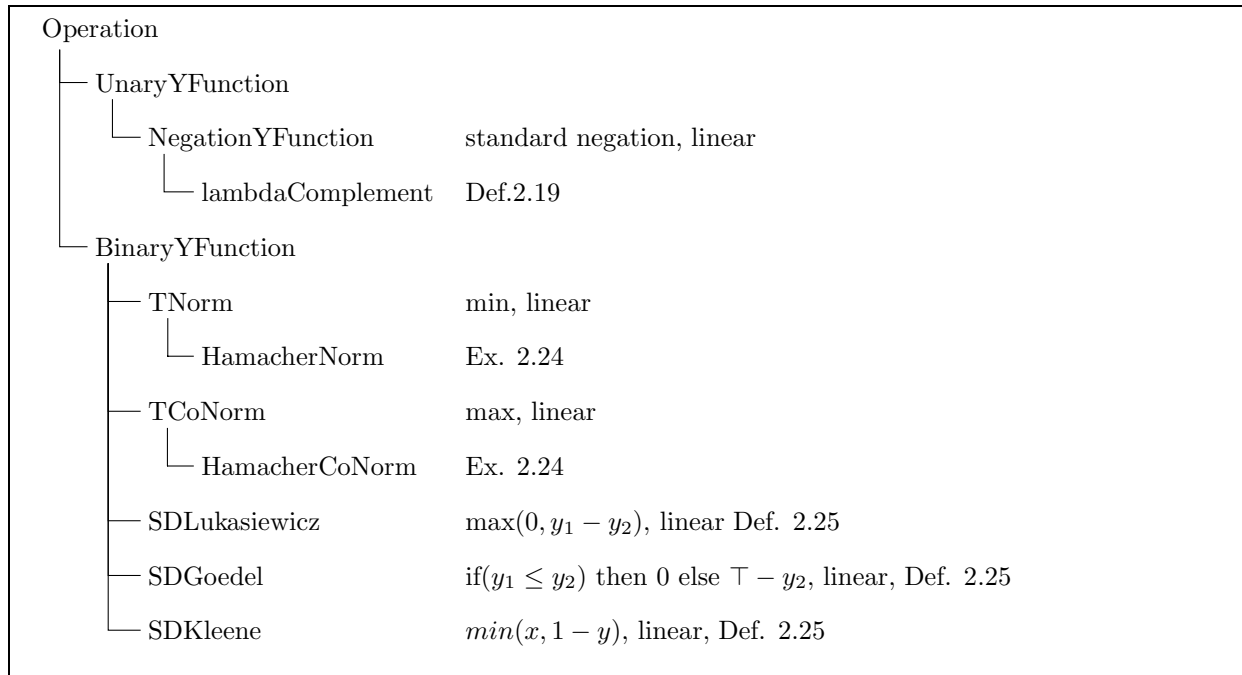 Operation
UnaryYFunction
NegationYFunction standard negation, linear
lambdaComplement Def.2.19
BinaryYFunction
TNorm min, linear
HamacherNorm Ex. 2.24
TCoNorm max, linear
HamacherCoNorm Ex. 2.24
SDLukasiewicz max(0, y₁ − y₂), linear Def. 2.25
SDGoedel if(y₁ ≤ y₂) then 0 else ⊤ − y₂, linear, Def. 2.25
SDKleene min(x, 1 − y), linear, Def. 2.25